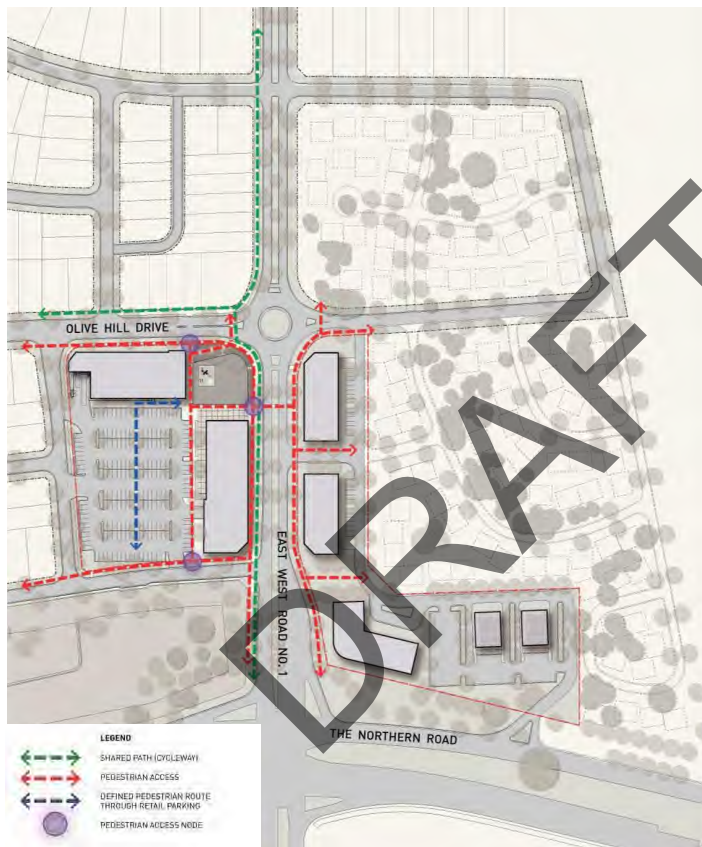 OLIVE HILL DRIVE
EAST WEST ROAD NO.1
DRAFT
THE NORTHERN ROAD
LEGEND
SHARED PATH (CYCLEWAY)
PEDESTRIAN ACCESS
DEFINED PEDESTRIAN ROUTE
THROUGH RETAIL PARKING
PEDESTRIAN ACCESS NODE